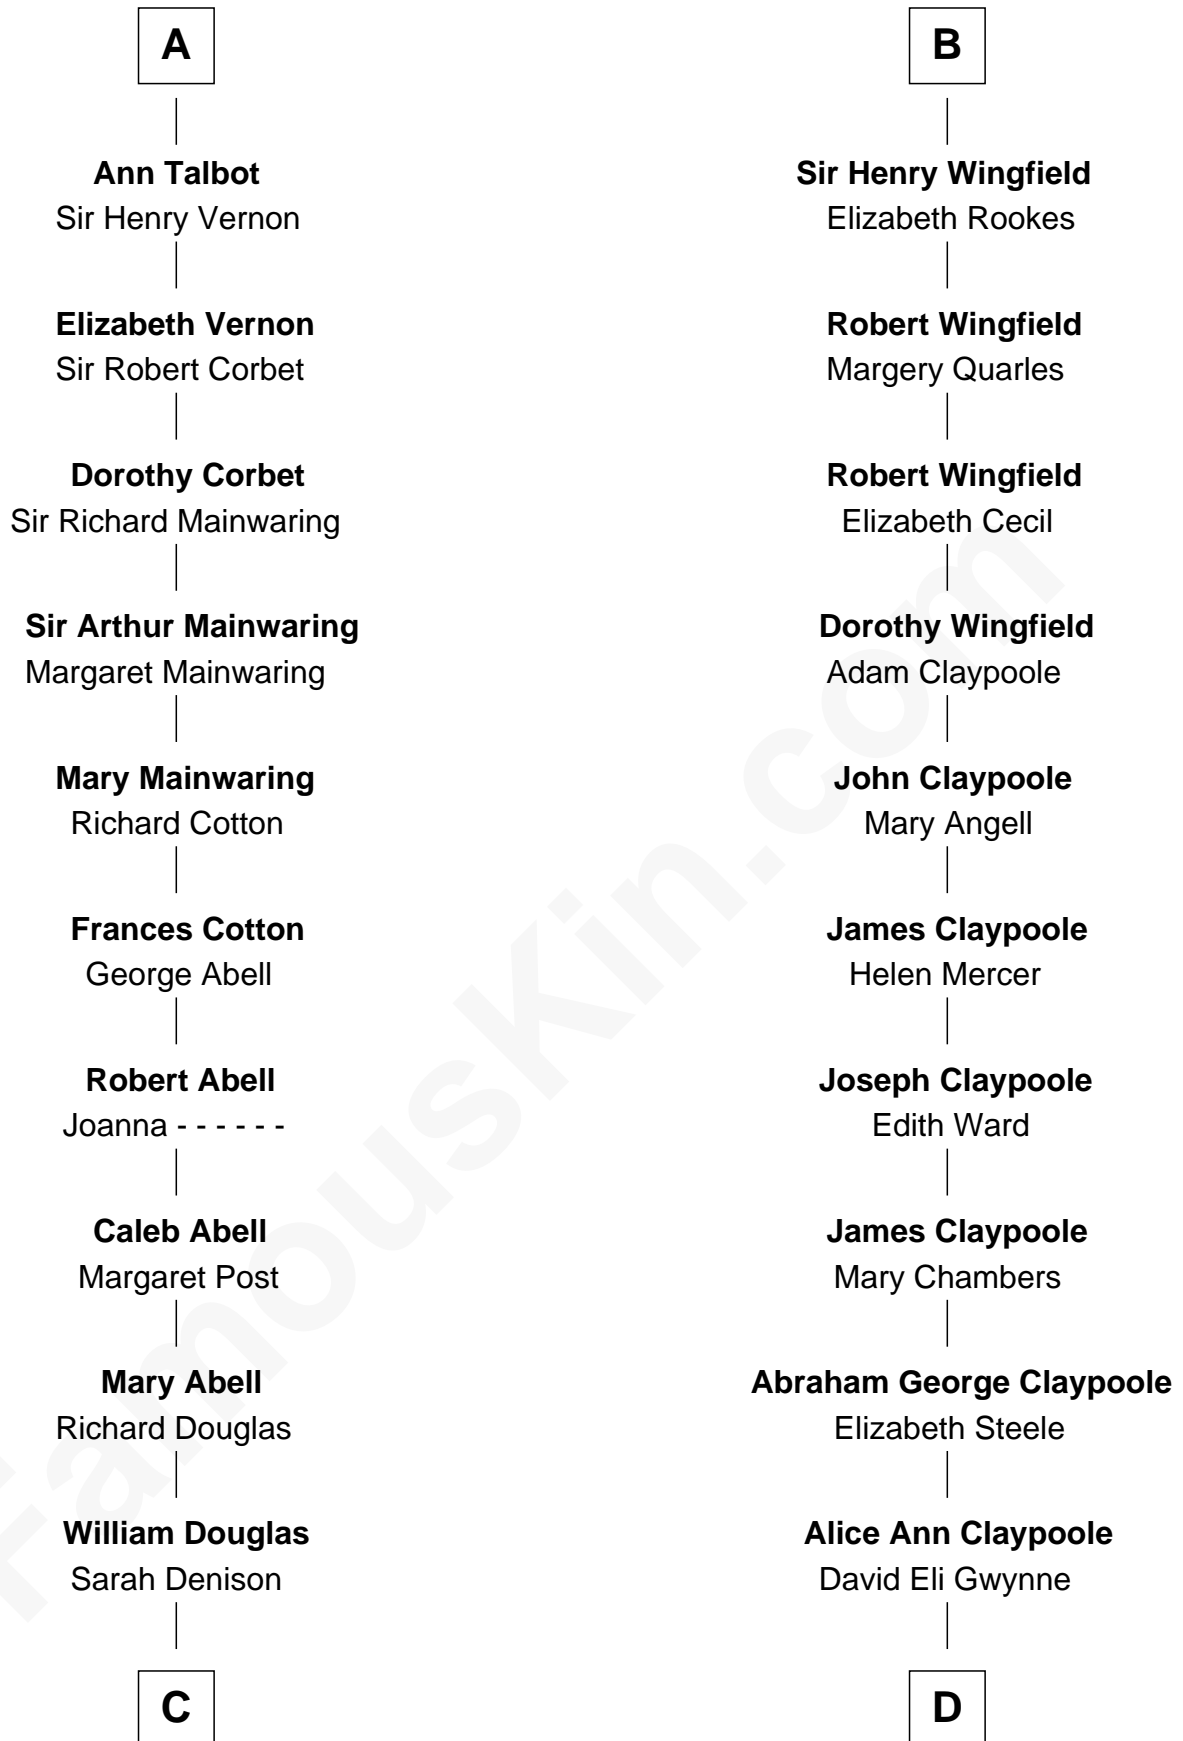 A
Ann Talbot
Sir Henry Vernon
Elizabeth Vernon
Sir Robert Corbet
Dorothy Corbet
Sir Richard Mainwaring
Sir Arthur Mainwaring
Margaret Mainwaring
Mary Mainwaring
Richard Cotton
Frances Cotton
George Abell
Robert Abell
Joanna - - - - - -
Caleb Abell
Margaret Post
Mary Abell
Richard Douglas
William Douglas
Sarah Denison
C
B
Sir Henry Wingfield
Elizabeth Rookes
Robert Wingfield
Margery Quarles
Robert Wingfield
Elizabeth Cecil
Dorothy Wingfield
Adam Claypoole
John Claypoole
Mary Angell
James Claypoole
Helen Mercer
Joseph Claypoole
Edith Ward
James Claypoole
Mary Chambers
Abraham George Claypoole
Elizabeth Steele
Alice Ann Claypoole
David Eli Gwynne
D
FamousKin.com